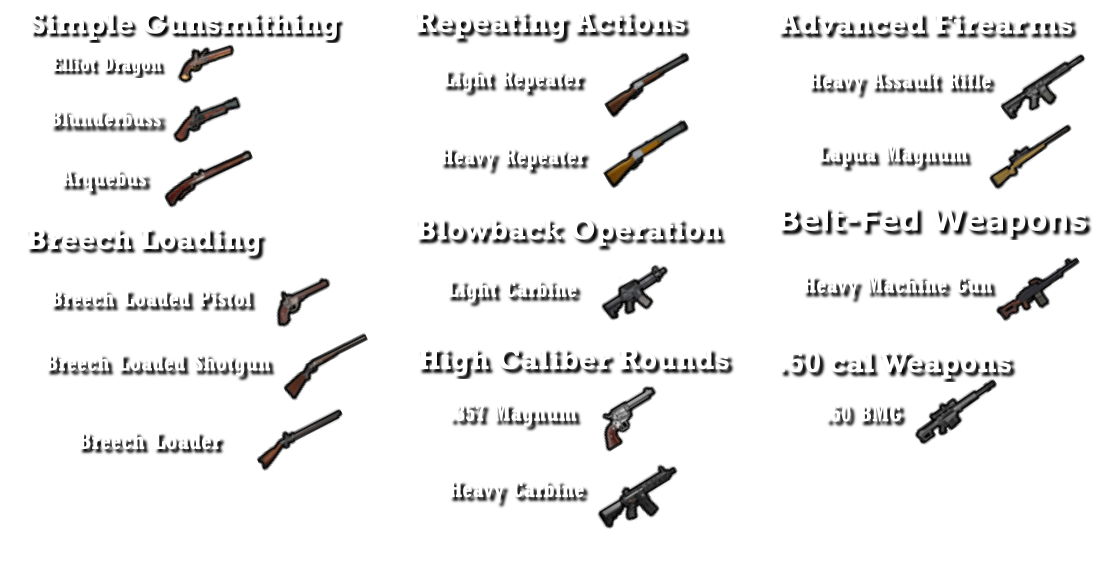 Simple Gunsmithing
Elliot Dragon
Blunderbuss
Arquebus
Breech Loading
Breech Loaded Pistol
Breech Loaded Shotgun
Breech Loader
Repeating Actions
Light Repeater
Heavy Repeater
Blowback Operation
Light Carbine
High Caliber Rounds
.357 Magnum
Heavy Carbine
Advanced Firearms
Heavy Assault Rifle
Lapua Magnum
Belt-Fed Weapons
Heavy Machine Gun
.50 cal Weapons
.50 BMG